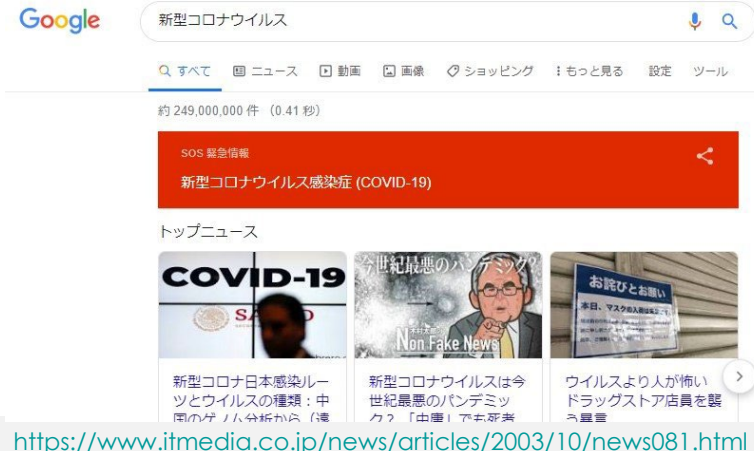 Google
新型コロナウイルス
すべて ニュース 動画 画像 ショッピング もっと見る 設定 ツール
約 249,000,000 件 （0.41 秒）
SOS 緊急情報
新型コロナウイルス感染症 (COVID-19)
トップニュース
COVID-19
SA D
今世紀最悪のパンデミック?
木村太郎の
Non Fake News
お詫びとお願い
本日、マスクの入荷は
新型コロナ日本感染ルー
ツとウイルスの種類：中
国のゲノム分析から（遠
新型コロナウイルスは今
世紀最悪のパンデミッ
ク？ 「中庸」でも死者
ウイルスより人が怖い
ドラッグストア店員を襲
う暴言
https://www.itmedia.co.jp/news/articles/2003/10/news081.html